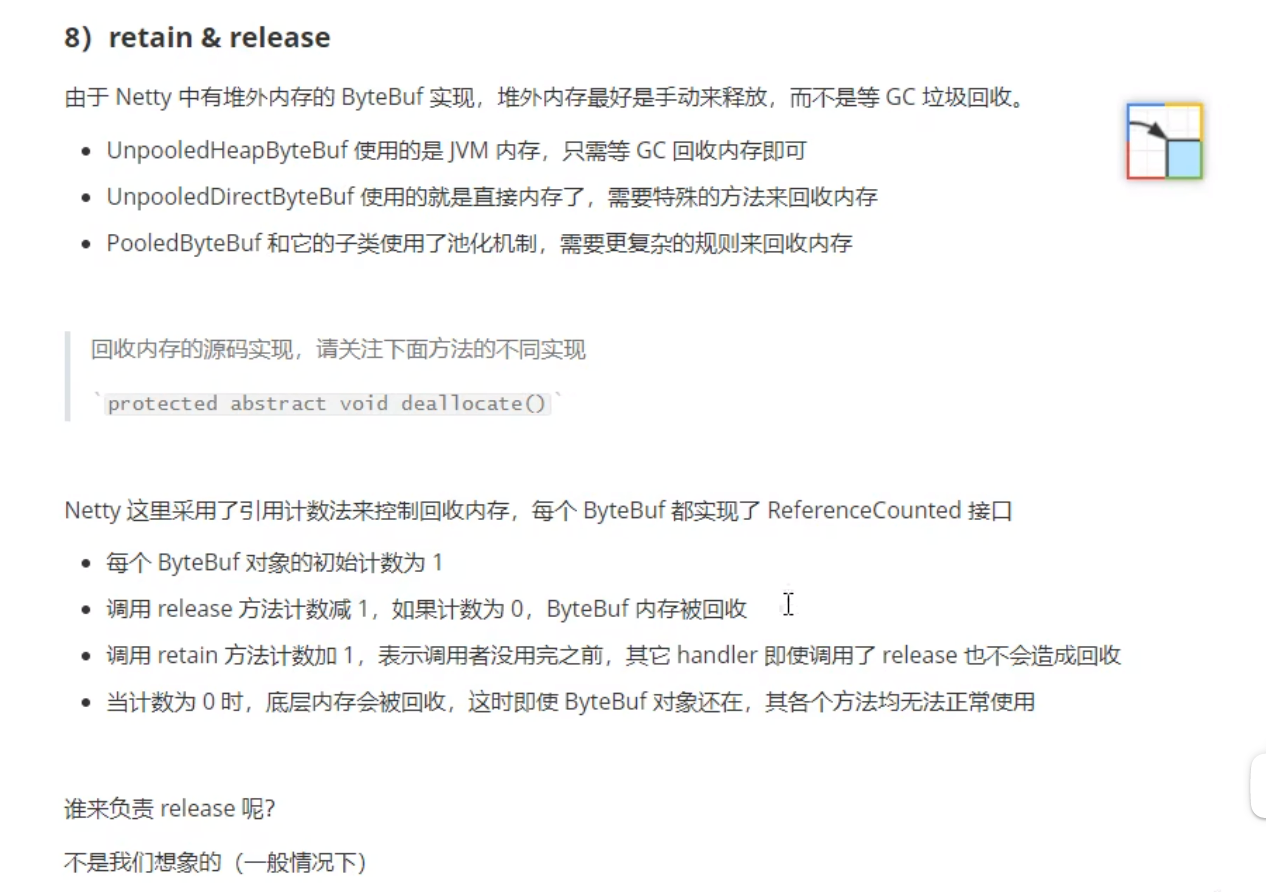 8）retain & release
由于 Netty 中有堆外内存的 ByteBuf 实现，堆外内存最好是手动来释放，而不是等 GC 垃圾回收。
• UnpooledHeapByteBuf 使用的是 JVM 内存，只需等 GC 回收内存即可
• UnpooledDirectByteBuf 使用的就是直接内存了，需要特殊的方法来回收内存
• PooledByteBuf 和它的子类使用了池化机制，需要更复杂的规则来回收内存
回收内存的源码实现，请关注下面方法的不同实现
`protected abstract void deallocate()`
Netty 这里采用了引用计数法来控制回收内存，每个 ByteBuf 都实现了 ReferenceCounted 接口
• 每个 ByteBuf 对象的初始计数为 1
• 调用 release 方法计数减 1，如果计数为 0，ByteBuf 内存被回收
• 调用 retain 方法计数加 1，表示调用者没用完之前，其它 handler 即使调用了 release 也不会造成回收
• 当计数为 0 时，底层内存会被回收，这时即使 ByteBuf 对象还在，其各个方法均无法正常使用
谁来负责 release 呢？
不是我们想象的（一般情况下）